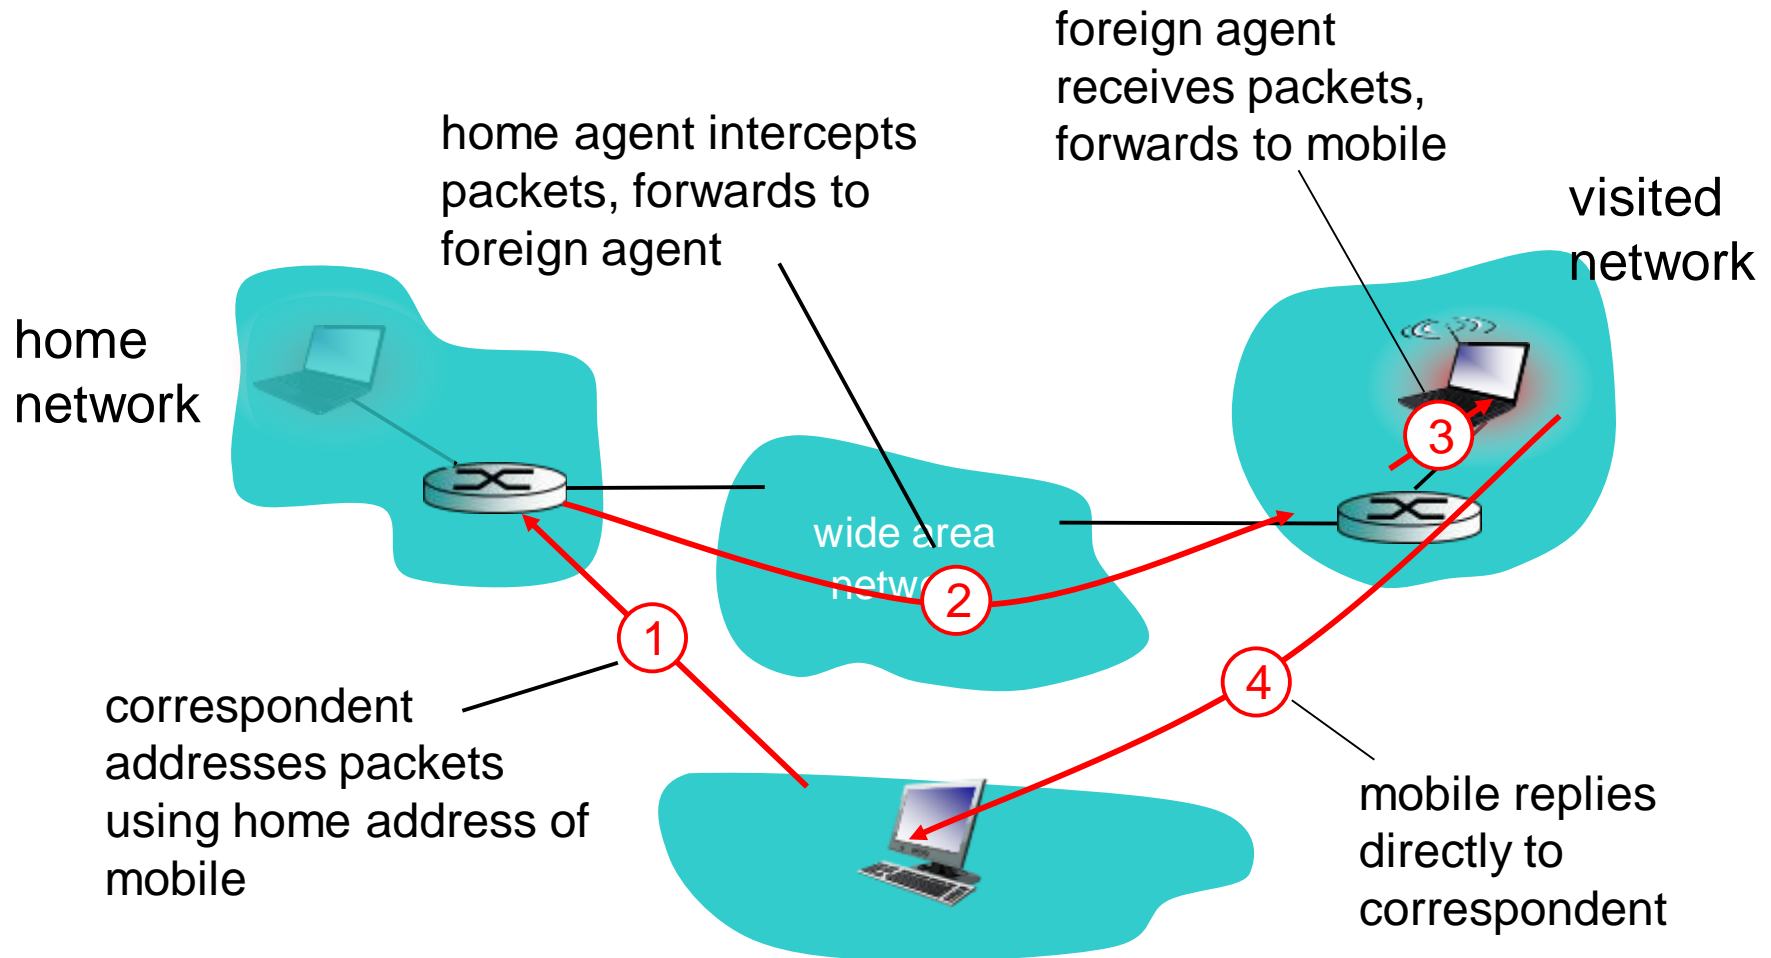 foreign agent
receives packets,
forwards to mobile
home agent intercepts
packets, forwards to
foreign agent
visited
network
home
network
wide area
network
3
2
1
4
correspondent
addresses packets
using home address of
mobile
mobile replies
directly to
correspondent